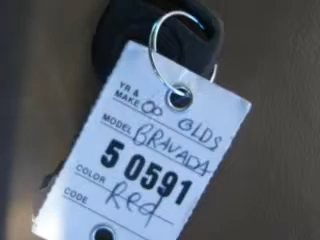 YR &
MAKE 00 OLDS
MODEL BRAVADA
5 0591
COLOR Red
CODE